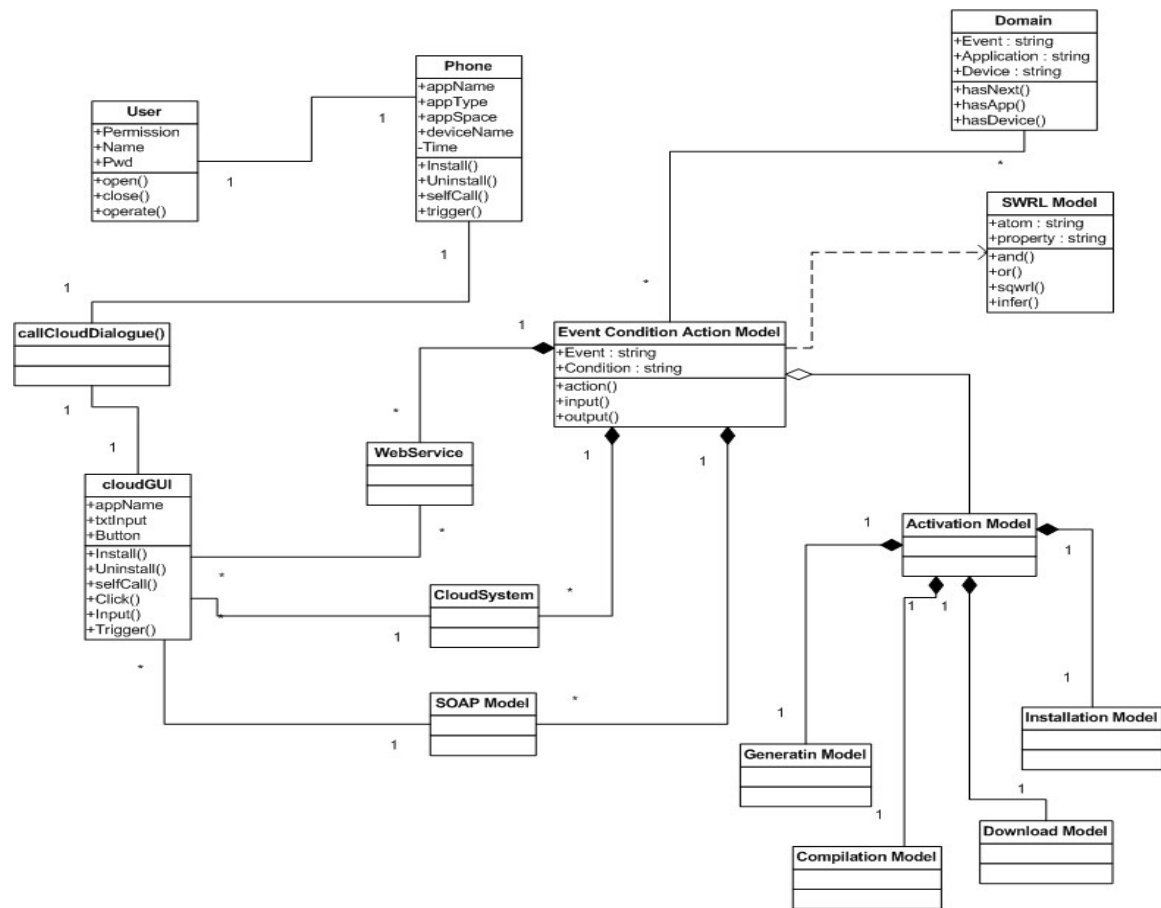 Domain
+Event : string
+Application : string
+Device : string
+hasNext()
+hasApp()
+hasDevice()
Phone
+appName
+appType
+appSpace
+deviceName
-Time
+Install()
+Uninstall()
+selfCall()
+trigger()
User
+Permission
+Name
+Pwd
+open()
+close()
+operate()
1
1
*
SWRL Model
+atom : string
+property : string
+and()
+or()
+sqwrl()
+infer()
1
1
*
callCloudDialogue()
1
Event Condition Action Model
+Event : string
+Condition : string
+action()
+input()
+output()
1
1
*
1
1
WebService
cloudGUI
+appName
+txtInput
+Button
+Install()
+Uninstall()
+selfCall()
+Click()
+Input()
+Trigger()
*
*
*
1
CloudSystem
*
Activation Model
1
1
1
1
*
1
SOAP Model
*
1
1
Installation Model
Generatin Model
1
1
Compilation Model
Download Model